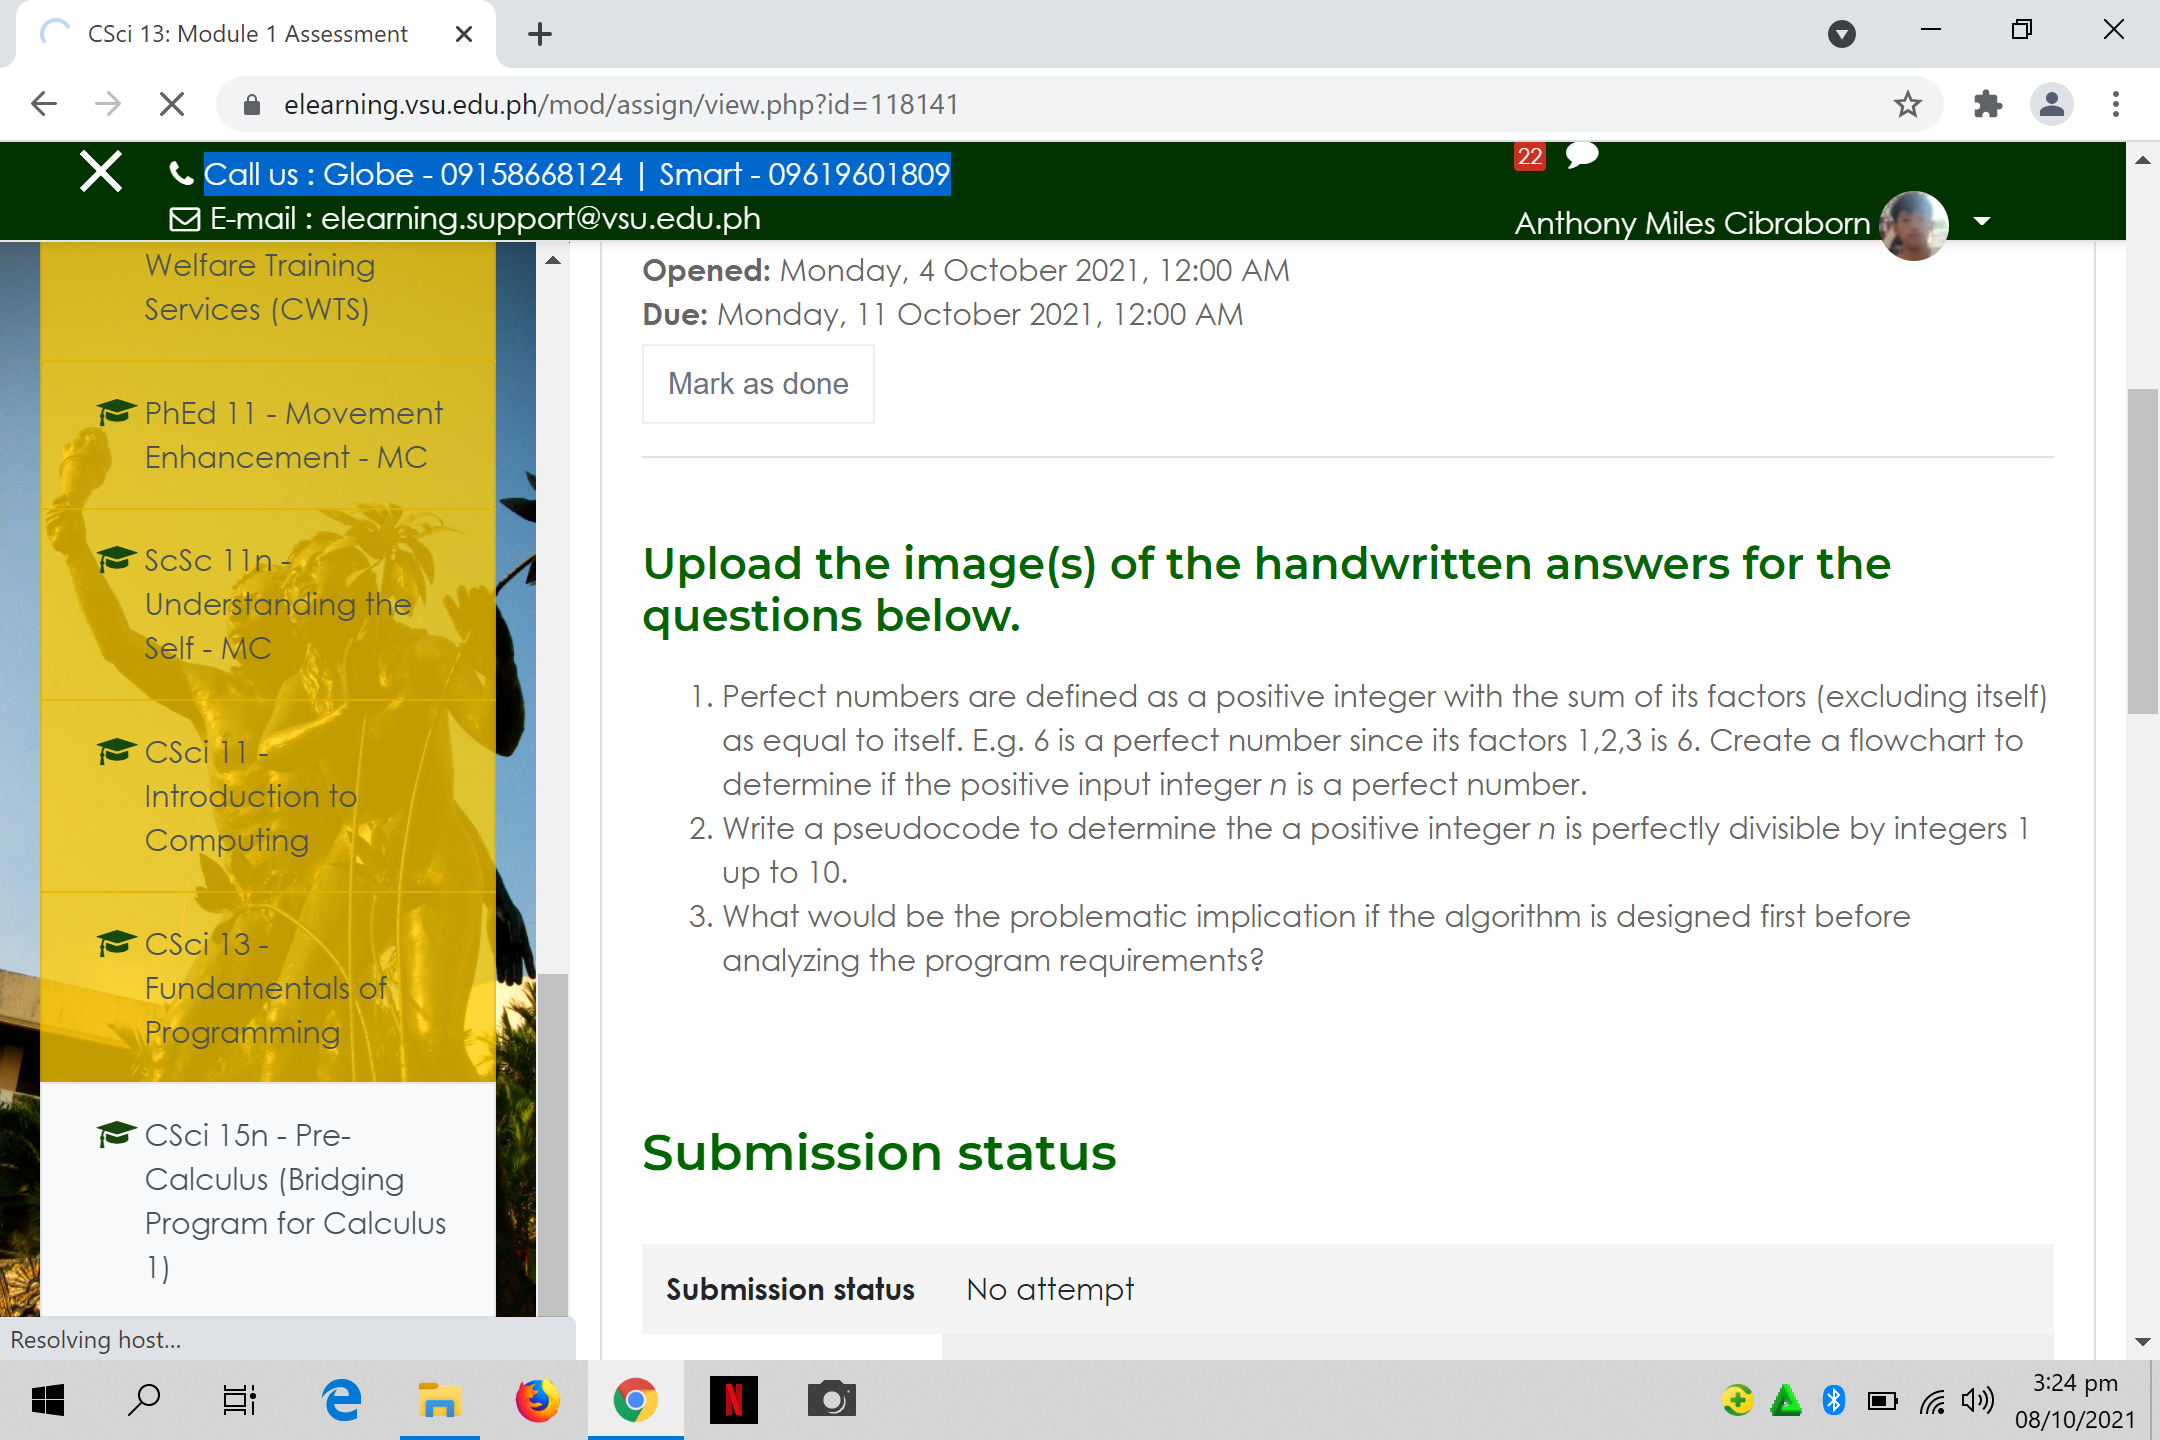 CSci 13: Module 1 Assessment
elearning.vsu.edu.ph/mod/assign/view.php?id=118141
Call us : Globe - 09158668124 | Smart - 09619601809
E-mail : elearning.support@vsu.edu.ph
22
Anthony Miles Cibraborn
Welfare Training
Services (CWTS)
PhEd 11 - Movement
Enhancement - MC
ScSc 11n -
Understanding the
Self - MC
CSci 11 -
Introduction to
Computing
CSci 13 -
Fundamentals of
Programming
CSci 15n - Pre-
Calculus (Bridging
Program for Calculus
1)
Opened: Monday, 4 October 2021, 12:00 AM
Due: Monday, 11 October 2021, 12:00 AM
Mark as done
Upload the image(s) of the handwritten answers for the
questions below.
1. Perfect numbers are defined as a positive integer with the sum of its factors (excluding itself)
as equal to itself. E.g. 6 is a perfect number since its factors 1,2,3 is 6. Create a flowchart to
determine if the positive input integer n is a perfect number.
2. Write a pseudocode to determine the a positive integer n is perfectly divisible by integers 1
up to 10.
3. What would be the problematic implication if the algorithm is designed first before
analyzing the program requirements?
Submission status
Submission status No attempt
Resolving host...
N
3:24 pm
08/10/2021